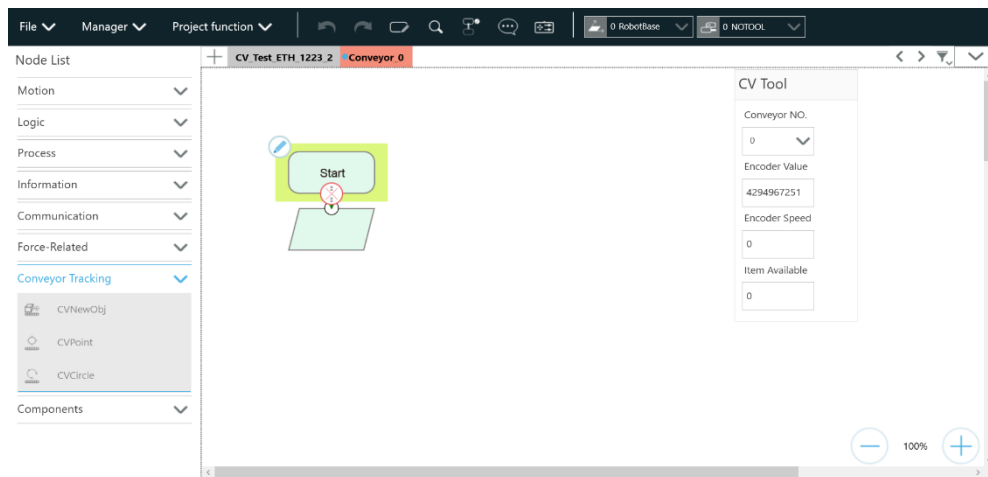 File Manager Project function 0 RobotBase 0 NOTOOL
Node List
CV_Test_ETH_1223_2 Conveyor_0
Motion
Logic
Process
Information
Communication
Force-Related
Conveyor Tracking
CVNewObj
CVPoint
CVCircle
Components
Start
CV Tool
Conveyor NO.
0
Encoder Value
4294967251
Encoder Speed
0
Item Available
0
100%